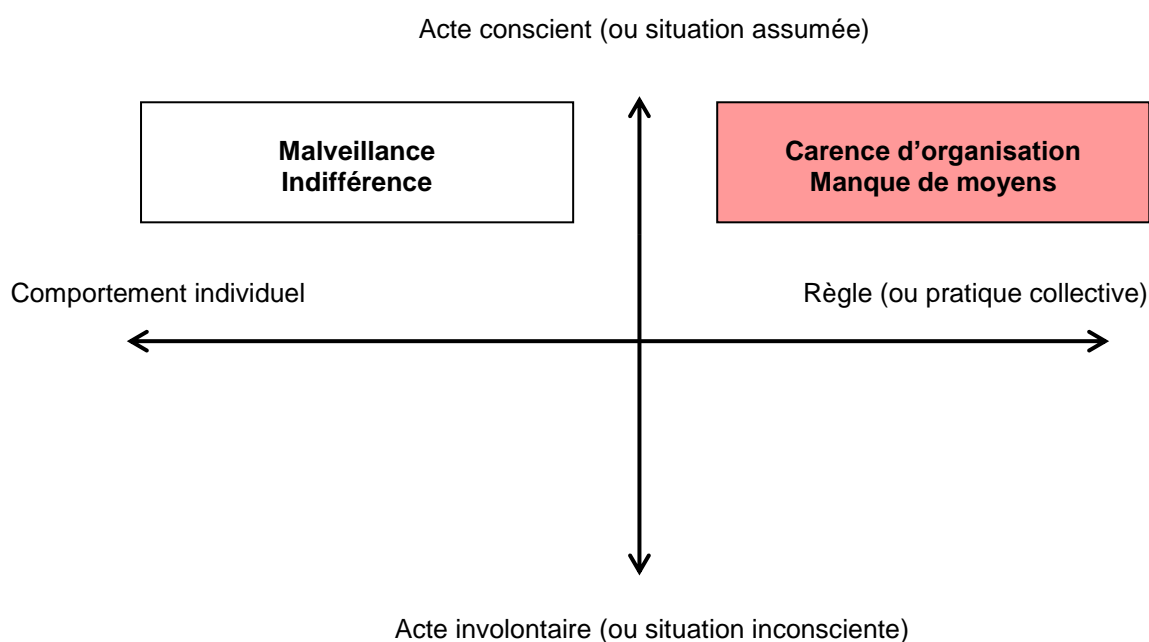 Acte conscient (ou situation assumée)
Malveillance
Indifférence
Carence d’organisation
Manque de moyens
Comportement individuel
Règle (ou pratique collective)
Acte involontaire (ou situation inconsciente)